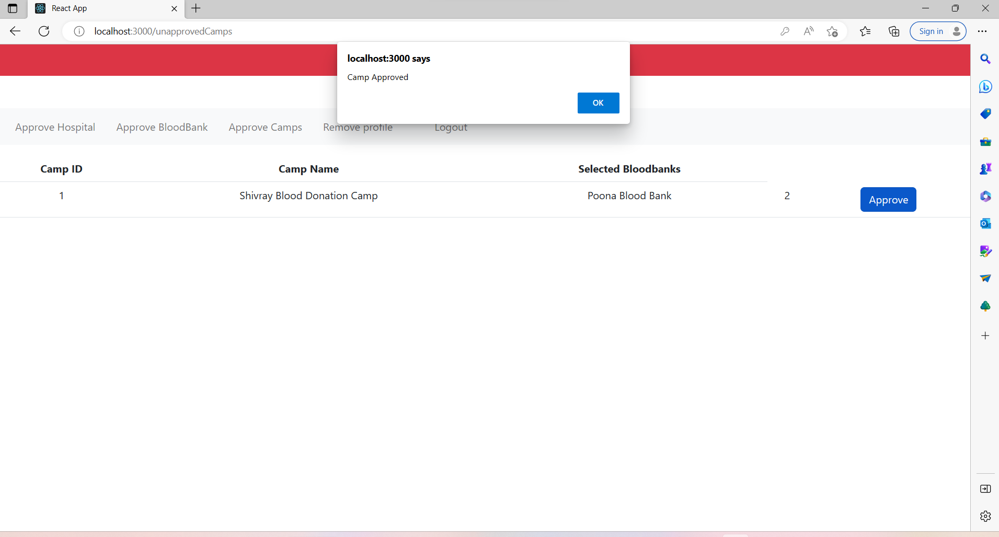 React App
localhost:3000/unapprovedCamps
A
Sign in
localhost:3000 says
Camp Approved
OK
Approve Hospital Approve BloodBank Approve Camps Remove profile Logout
Camp ID Camp Name Selected Bloodbanks
1 Shivray Blood Donation Camp Poona Blood Bank 2 Approve